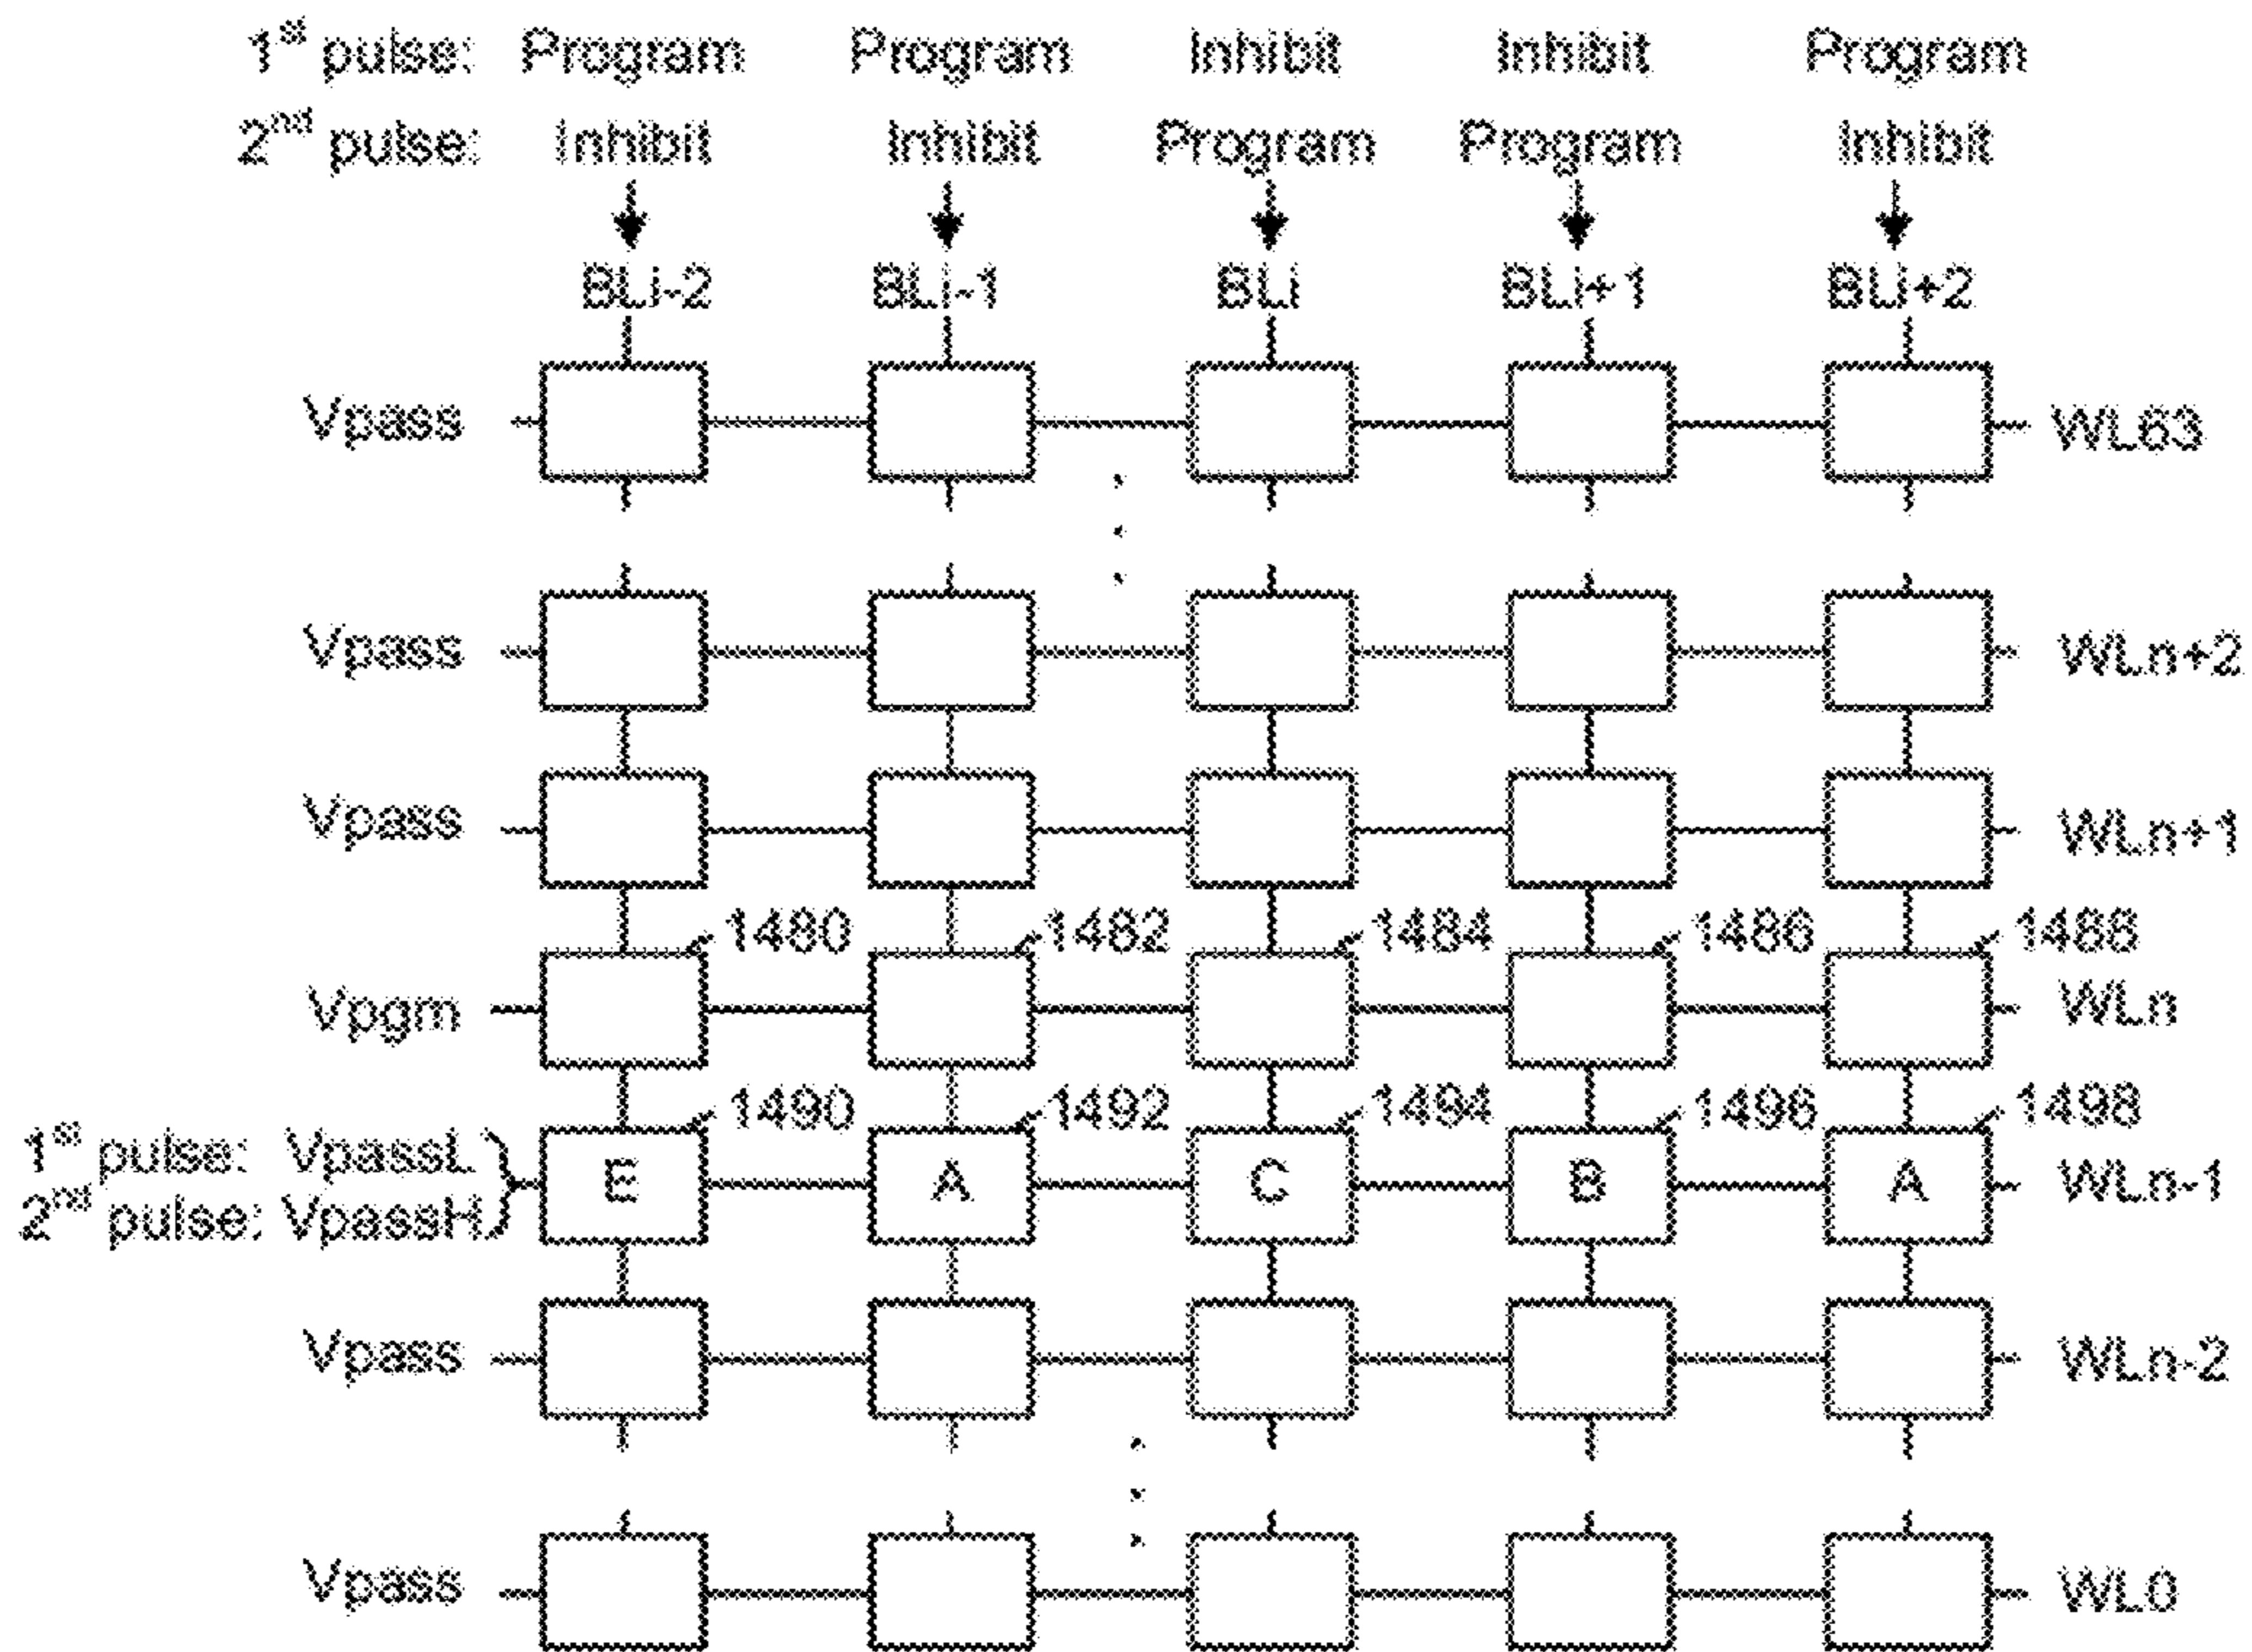 1st pulse: Program Program Inhibit Inhibit Program
2nd pulse: Inhibit Inhibit Program Program Inhibit
BLi-2 BLi-1 BLi BLi+1 BLi+2
Vpass WL63
Vpass WLn+2
Vpass WLn+1
1480 1482 1484 1486 1488
Vpgm WLn
1490 1492 1494 1496 1498
1st pulse: VpassL
E A C B A WLn-1
2nd pulse: VpassH
Vpass WLn-2
Vpass WL0